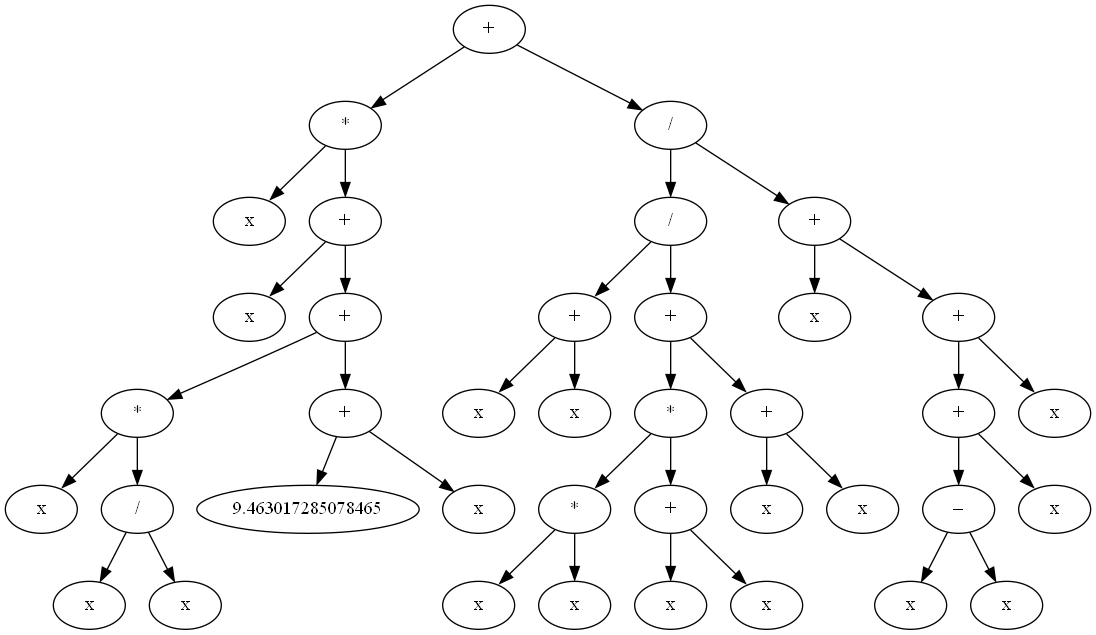 +
* /
x + / +
x + + + x +
* + x x * + + x
x / 9.463017285078465 x * + x x – x
x x x x x x x x